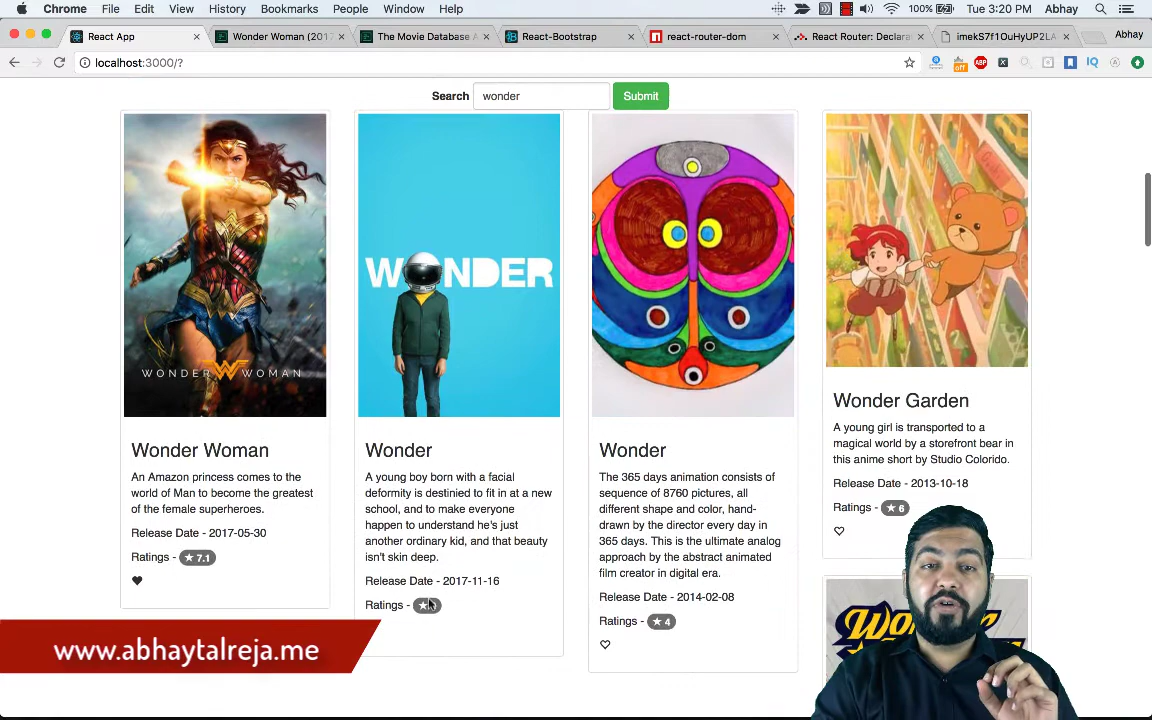 Chrome File Edit View History Bookmarks People Window Help 100% Tue 3:20 PM Abhay
React App Wonder Woman (2017 The Movie Database A React-Bootstrap react-router-dom React Router: Declara imekS7f1OuHyUP2LA Abhay
localhost:3000/?
Search wonder Submit
WONDER WOMAN
Wonder Woman
An Amazon princess comes to the
world of Man to become the greatest
of the female superheroes.
Release Date - 2017-05-30
Ratings - ★ 7.1
WONDER
Wonder
A young boy born with a facial
deformity is destinied to fit in at a new
school, and to make everyone
happen to understand he's just
another ordinary kid, and that beauty
isn't skin deep.
Release Date - 2017-11-16
Ratings - ★
Wonder
The 365 days animation consists of
sequence of 8760 pictures, all
different shape and color, hand-
drawn by the director every day in
365 days. This is the ultimate analog
approach by the abstract animated
film creator in digital era.
Release Date - 2014-02-08
Ratings - ★ 4
Wonder Garden
A young girl is transported to a
magical world by a storefront bear in
this anime short by Studio Colorido.
Release Date - 2013-10-18
Ratings - ★ 6
www.abhaytalreja.me